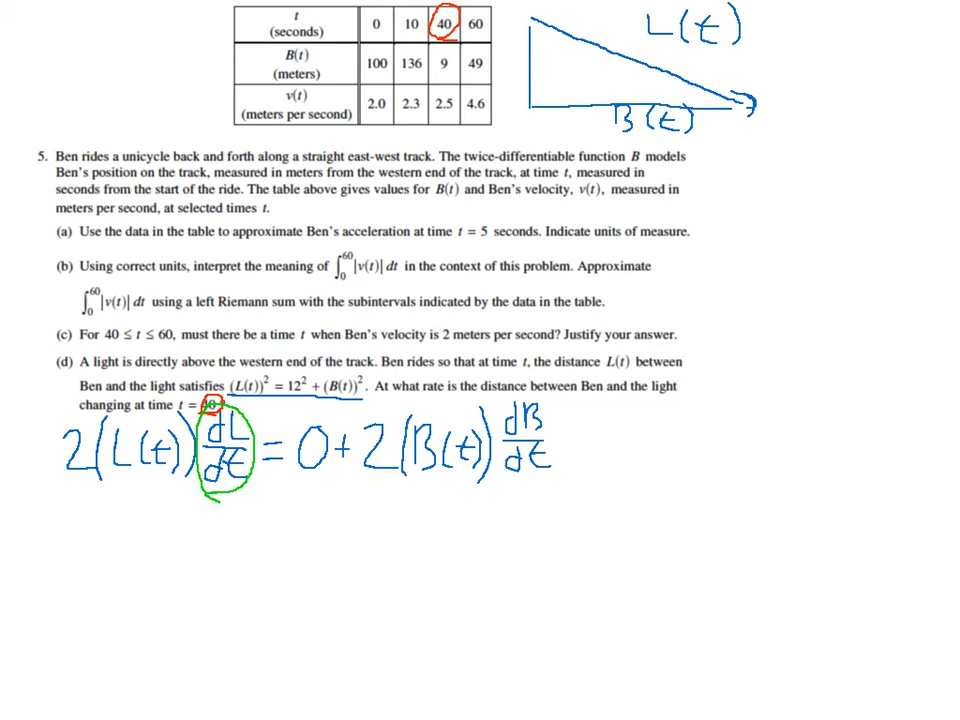 t (seconds) 0 10 40 60
B(t) (meters) 100 136 9 49
v(t) (meters per second) 2.0 2.3 2.5 4.6
L(t)
B(t)
5. Ben rides a unicycle back and forth along a straight east-west track. The twice-differentiable function B models
Ben's position on the track, measured in meters from the western end of the track, at time t, measured in
seconds from the start of the ride. The table above gives values for B(t) and Ben's velocity, v(t), measured in
meters per second, at selected times t.
(a) Use the data in the table to approximate Ben's acceleration at time t = 5 seconds. Indicate units of measure.
(b) Using correct units, interpret the meaning of ∫₀⁶⁰ |v(t)| dt in the context of this problem. Approximate
∫₀⁶⁰ |v(t)| dt using a left Riemann sum with the subintervals indicated by the data in the table.
(c) For 40 ≤ t ≤ 60, must there be a time t when Ben's velocity is 2 meters per second? Justify your answer.
(d) A light is directly above the western end of the track. Ben rides so that at time t, the distance L(t) between
Ben and the light satisfies (L(t))² = 12² + (B(t))². At what rate is the distance between Ben and the light
changing at time t = 40?
2(L(t)) dL/dt = 0 + 2(B(t)) dB/dt